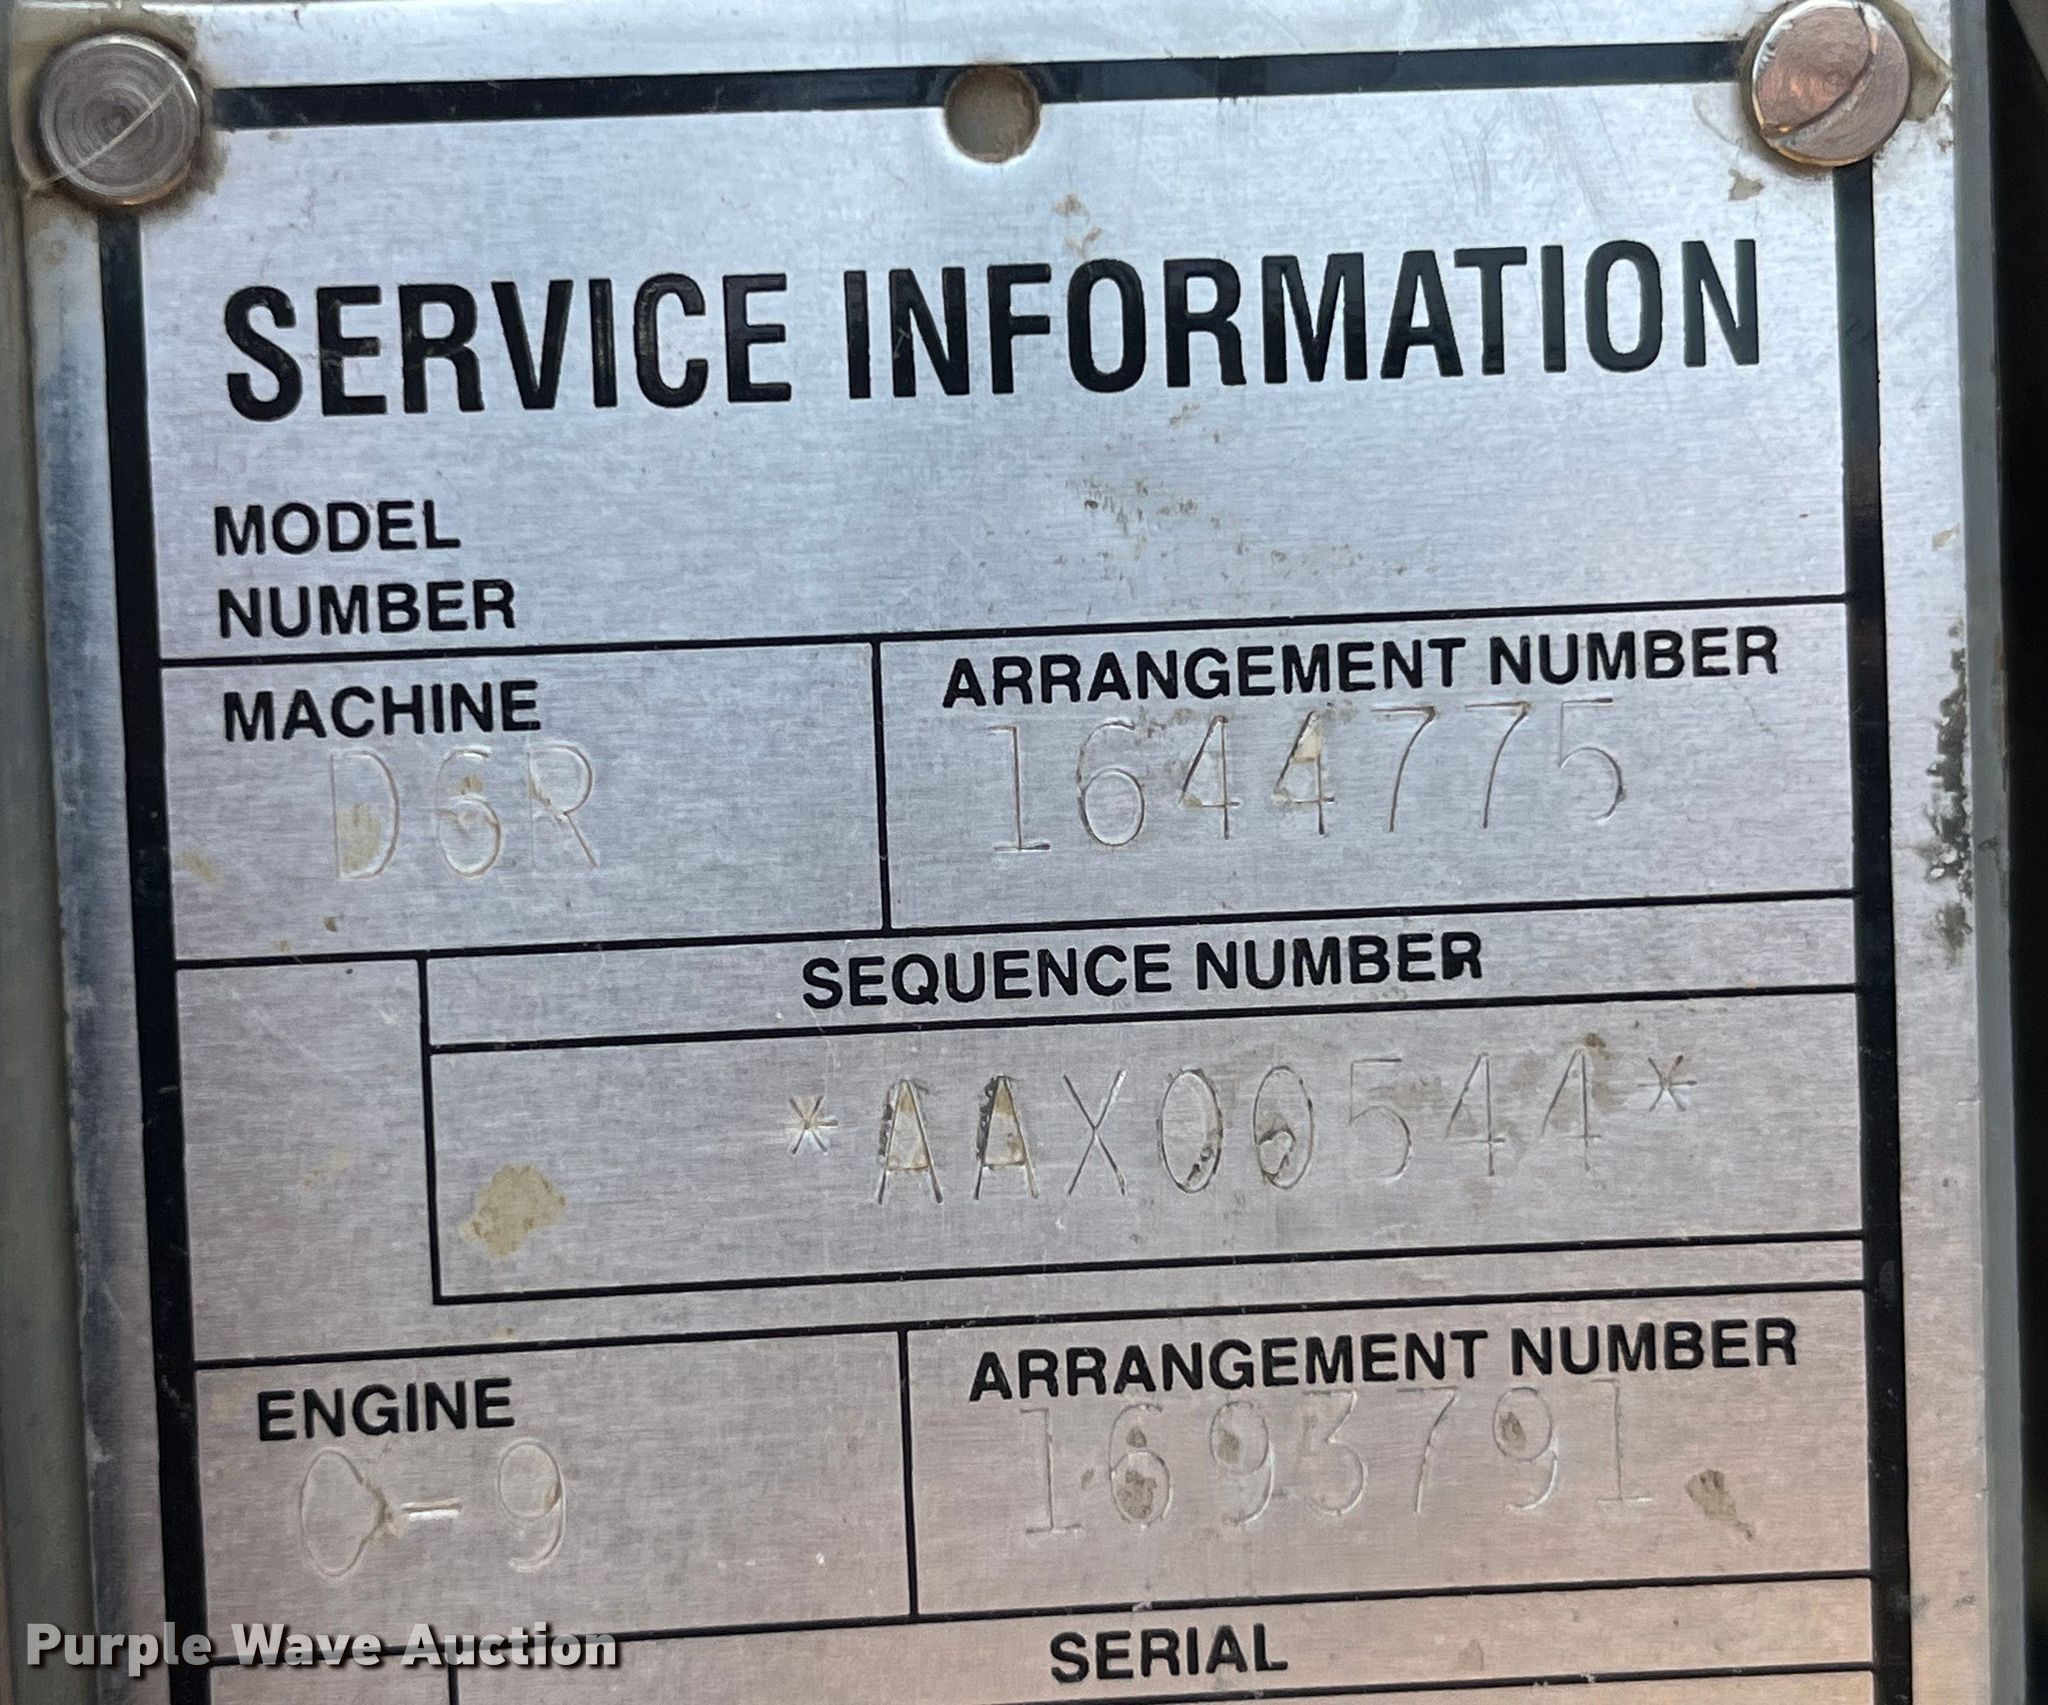 SERVICE INFORMATION
MODEL
NUMBER
MACHINE
ARRANGEMENT NUMBER
D6R
1644775
SEQUENCE NUMBER
*AAX00544*
ENGINE
ARRANGEMENT NUMBER
C-9
1693791
SERIAL
Purple Wave Auction